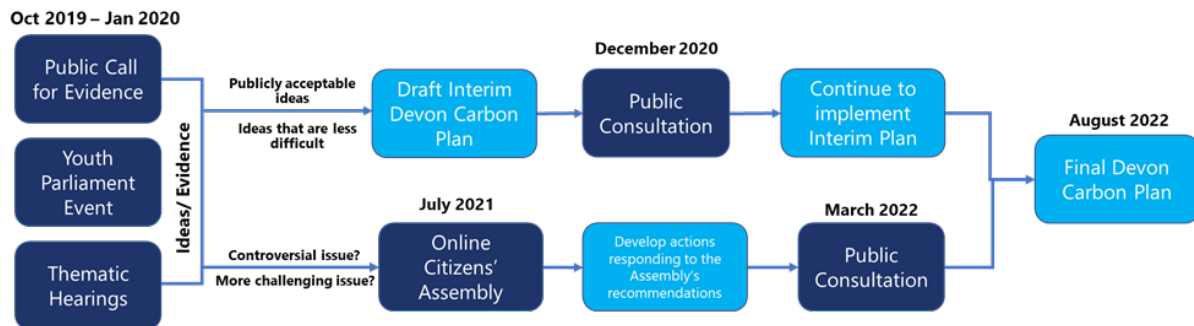 Oct 2019 – Jan 2020
Public Call
for Evidence
Youth
Parliament
Event
Thematic
Hearings
Ideas/ Evidence
Publicly acceptable
ideas
Ideas that are less
difficult
Draft Interim
Devon Carbon
Plan
December 2020
Public
Consultation
Continue to
implement
Interim Plan
Controversial issue?
More challenging issue?
July 2021
Online
Citizens’
Assembly
Develop actions
responding to the
Assembly’s
recommendations
March 2022
Public
Consultation
August 2022
Final Devon
Carbon Plan